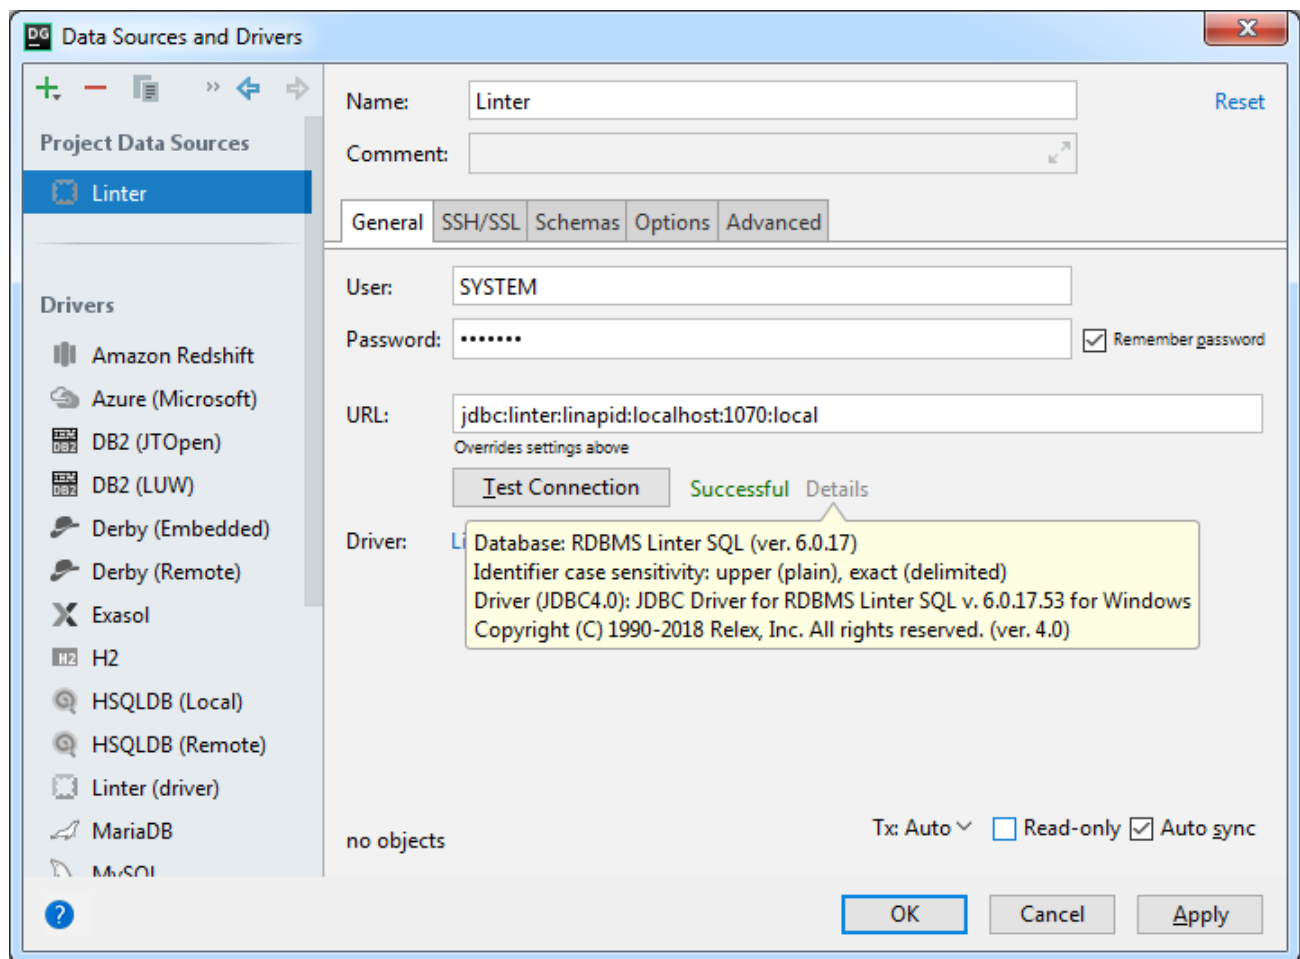 DG Data Sources and Drivers
Project Data Sources
Linter
Drivers
Amazon Redshift
Azure (Microsoft)
DB2 (JTOpen)
DB2 (LUW)
Derby (Embedded)
Derby (Remote)
Exasol
H2 H2
HSQLDB (Local)
HSQLDB (Remote)
Linter (driver)
MariaDB
MySQL
Name: Linter Reset
Comment:
General SSH/SSL Schemas Options Advanced
User: SYSTEM
Password: ••••••• Remember password
URL: jdbc:linter:linapid:localhost:1070:local
Overrides settings above
Test Connection Successful Details
Driver: Li
Database: RDBMS Linter SQL (ver. 6.0.17)
Identifier case sensitivity: upper (plain), exact (delimited)
Driver (JDBC4.0): JDBC Driver for RDBMS Linter SQL v. 6.0.17.53 for Windows
Copyright (C) 1990-2018 Relex, Inc. All rights reserved. (ver. 4.0)
no objects Tx: Auto Read-only Auto sync
? OK Cancel Apply